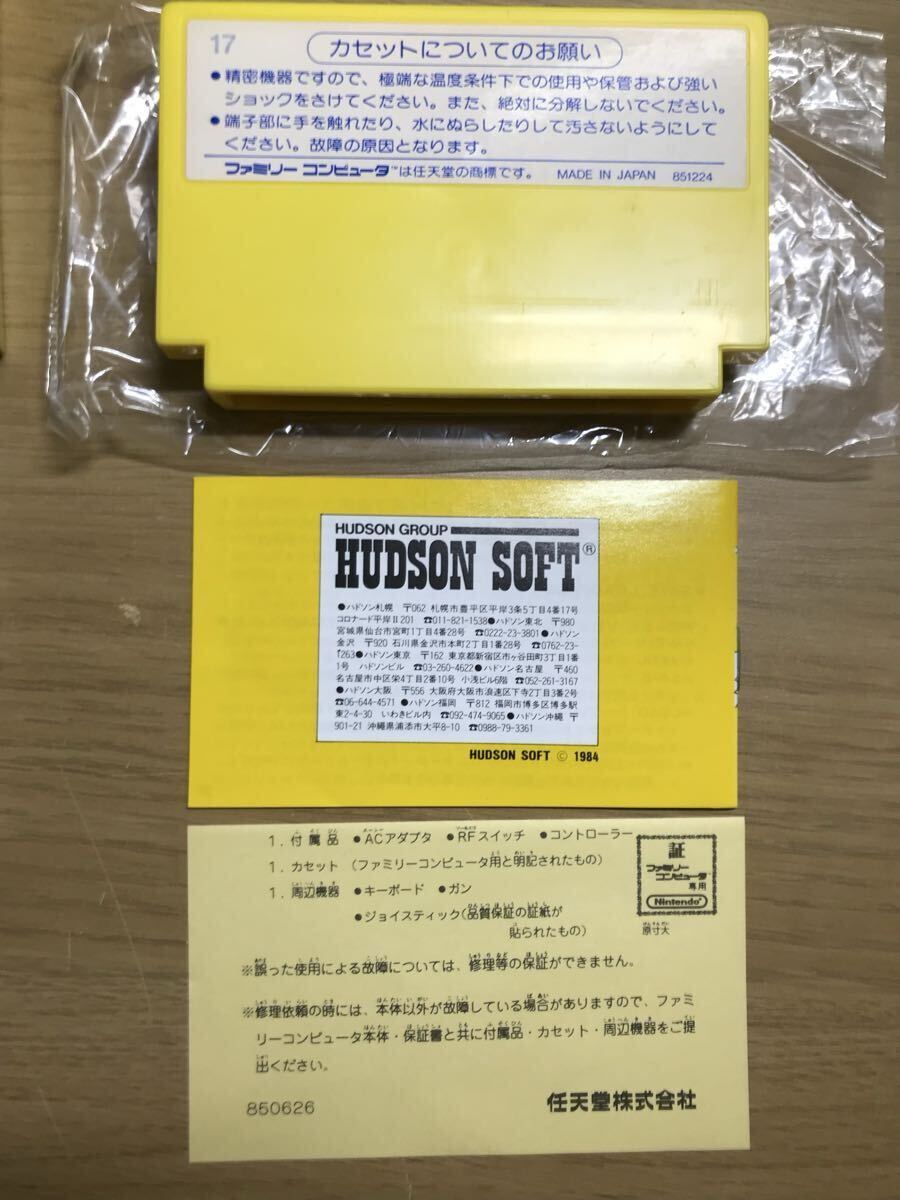 17
カセットについてのお願い
●精密機器ですので、極端な温度条件下での使用や保管および強い
ショックをさけてください。また、絶対に分解しないでください。
●端子部に手を触れたり、水にぬらしたりして汚さないようにして
ください。故障の原因となります。
ファミリー コンピュータ™は任天堂の商標です。 MADE IN JAPAN 851224
HUDSON GROUP
HUDSON SOFT®
●ハドソン札幌 〒062 札幌市豊平区平岸3条5丁目4番17号
コロナード平岸II 201 ☎011-821-1538●ハドソン東北 〒980
宮城県仙台市宮町1丁目4番28号 ☎0222-23-3801●ハドソン
金沢 〒920 石川県金沢市本町2丁目1番28号 ☎0762-23-
1263●ハドソン東京 〒162 東京都新宿区市ヶ谷田町3丁目1番
1号 ハドソンビル ☎03-260-4622●ハドソン名古屋 〒460
名古屋市中区栄4丁目2番10号 小浅ビル6階 ☎052-261-3167
●ハドソン大阪 〒556 大阪府大阪市浪速区下寺2丁目3番2号
☎06-644-4571 ●ハドソン福岡 〒812 福岡市博多区博多駅
東2-4-30 いわきビル内 ☎092-474-9065●ハドソン沖縄 〒
901-21 沖縄県浦添市大平8-10 ☎0988-79-3361
HUDSON SOFT © 1984
1. 付属品 ●ACアダプタ ●RFスイッチ ●コントローラー
1. カセット (ファミリーコンピュータ用と明記されたもの)
1. 周辺機器 ●キーボード ●ガン
●ジョイスティック(品質保証の証紙が
貼られたもの)
証
ファミリー
コンピュータ
専用
Nintendo
原寸大
※誤った使用による故障については、修理等の保証ができません。
※修理依頼の時には、本体以外が故障している場合がありますので、ファミ
リーコンピュータ本体・保証書と共に付属品・カセット・周辺機器をご提
出ください。
850626 任天堂株式会社